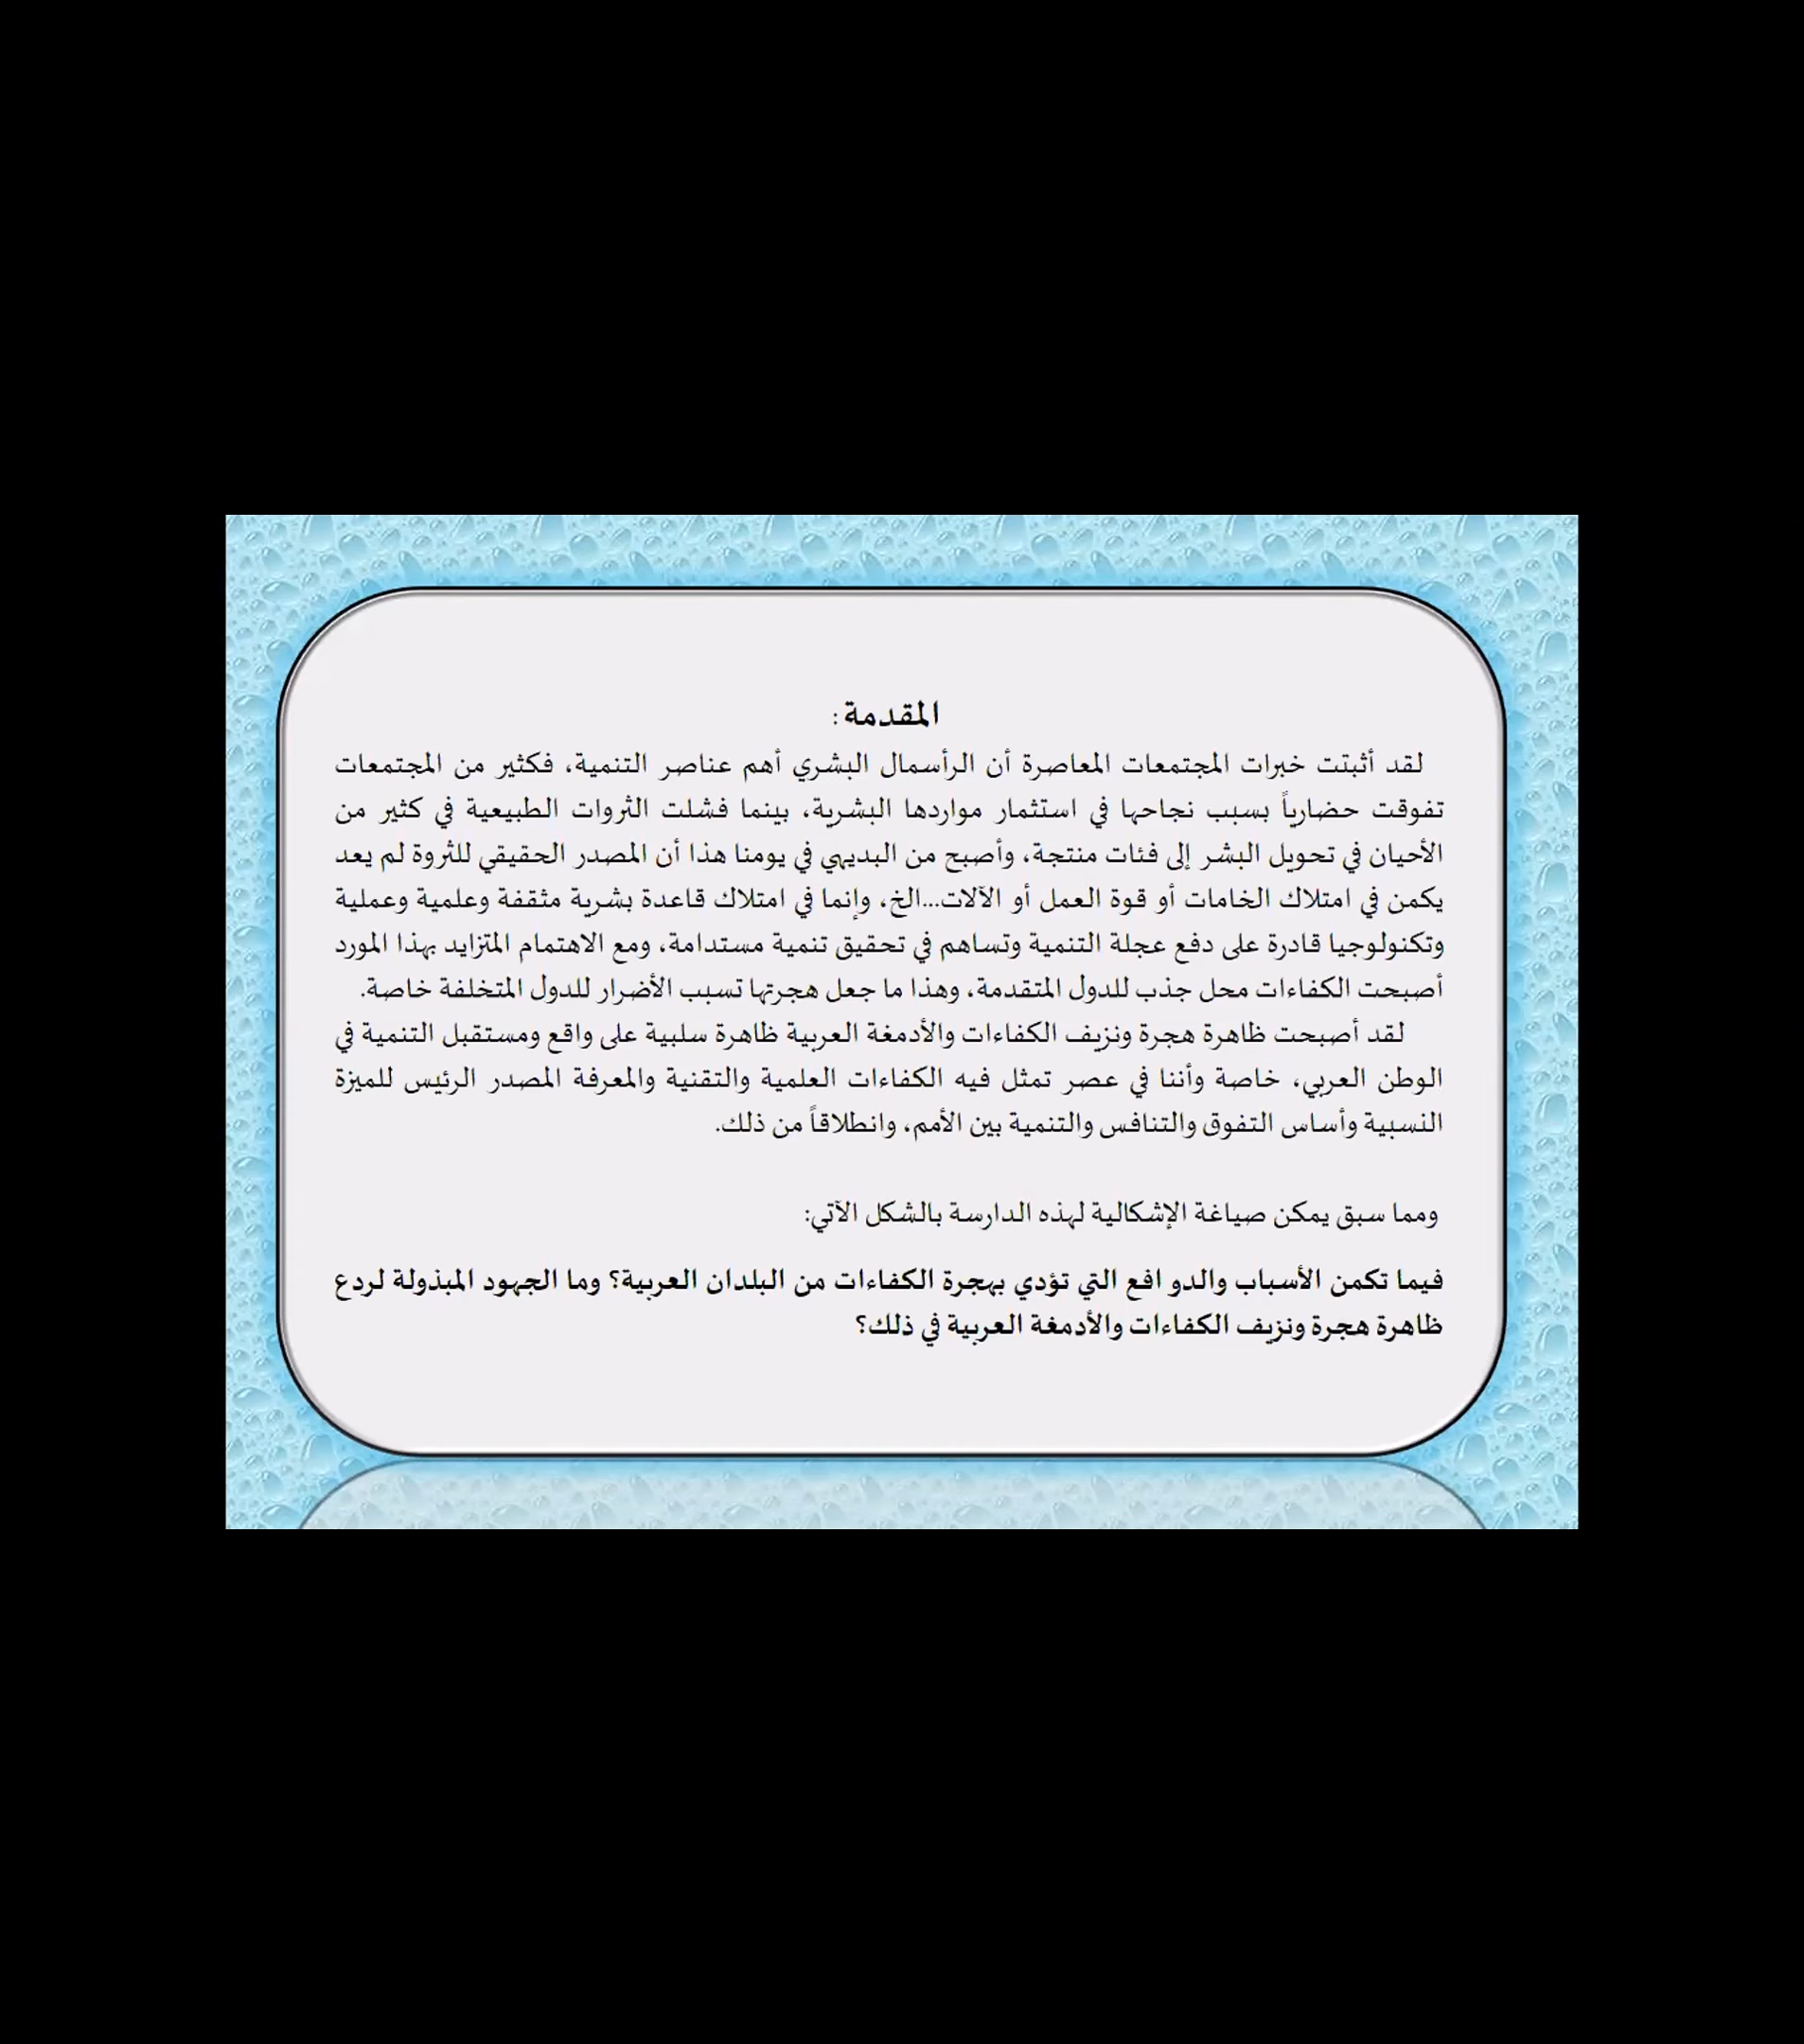 المقدمة :
لقد أثبتت خبرات المجتمعات المعاصرة أن الرأسمال البشري أهم عناصر التنمية، فكثير من المجتمعات
تفوقت حضارياً بسبب نجاحها في استثمار مواردها البشرية، بينما فشلت الثروات الطبيعية في كثير من
الأحيان في تحويل البشر إلى فئات منتجة، وأصبح من البديهي في يومنا هذا أن المصدر الحقيقي للثروة لم يعد
يكمن في امتلاك الخامات أو قوة العمل أو الآلات...الخ، وإنما في امتلاك قاعدة بشرية مثقفة وعلمية وعملية
وتكنولوجيا قادرة على دفع عجلة التنمية وتساهم في تحقيق تنمية مستدامة، ومع الاهتمام المتزايد بهذا المورد
أصبحت الكفاءات محل جذب للدول المتقدمة، وهذا ما جعل هجرتها تسبب الأضرار للدول المتخلفة خاصة.
لقد أصبحت ظاهرة هجرة ونزيف الكفاءات والأدمغة العربية ظاهرة سلبية على واقع ومستقبل التنمية في
الوطن العربي، خاصة وأننا في عصر تمثل فيه الكفاءات العلمية والتقنية والمعرفة المصدر الرئيس للميزة
النسبية وأساس التفوق والتنافس والتنمية بين الأمم، وانطلاقاً من ذلك.
ومما سبق يمكن صياغة الإشكالية لهذه الدارسة بالشكل الآتي:
فيما تكمن الأسباب والدو افع التي تؤدي بهجرة الكفاءات من البلدان العربية؟ وما الجهود المبذولة لردع
ظاهرة هجرة ونزيف الكفاءات والأدمغة العربية في ذلك؟